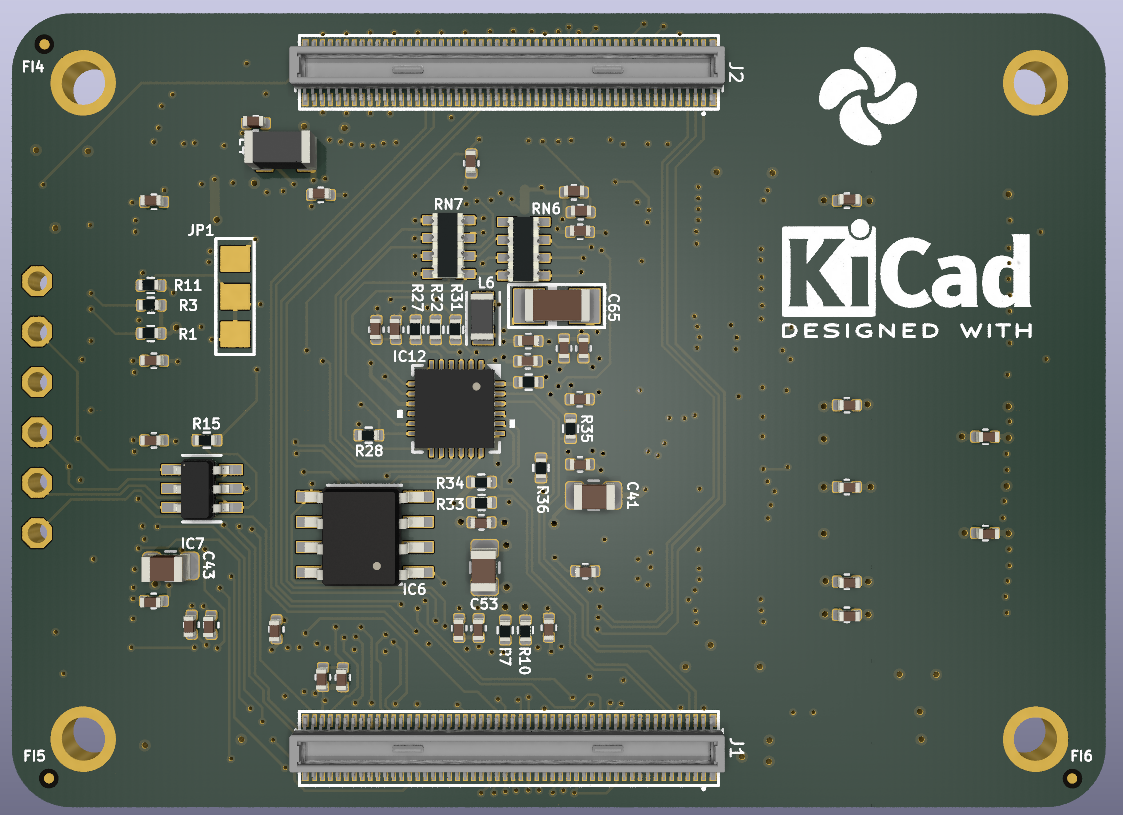 FI4
J2
RN7
RN6
JP1
L6
R11
R3
R1
R27
R32
R31
C65
KiCad
DESIGNED WITH
IC12
R15
R28
R35
R34
R33
R36
C41
IC7
C43
IC6
C53
R7
R10
J1
FI5
FI6